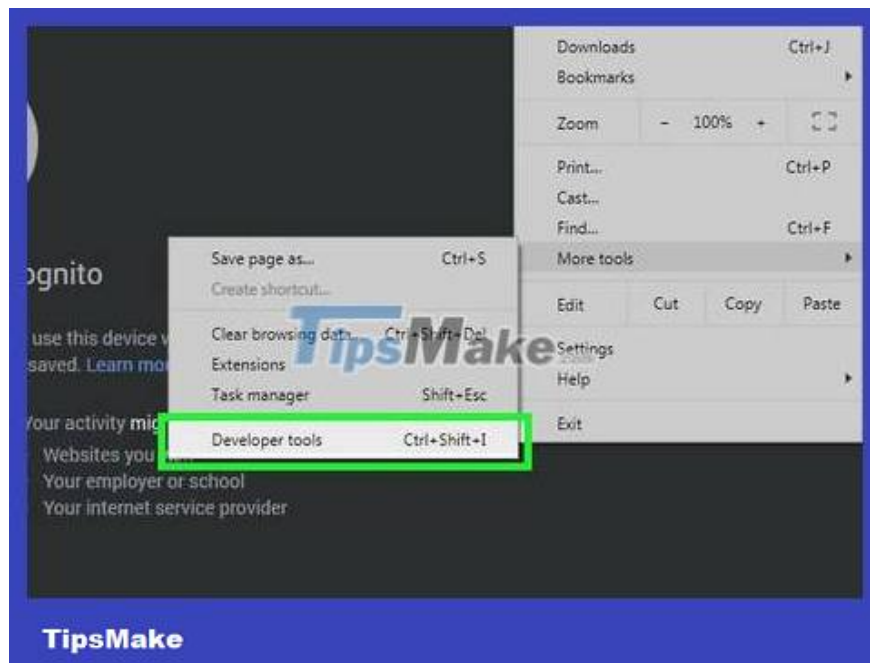 Downloads Ctrl+J
Bookmarks
Zoom - 100% +
Print... Ctrl+P
Cast...
Find... Ctrl+F
More tools
Edit Cut Copy Paste
Settings
Help
Exit
Save page as... Ctrl+S
Create shortcut...
Clear browsing data... Ctrl+Shift+Del
Extensions
Task manager Shift+Esc
Developer tools Ctrl+Shift+I
ognito
use this device
saved. Learn mo
Your activity mig
Websites you
Your employer or school
Your internet service provider
TipsMake
TipsMake